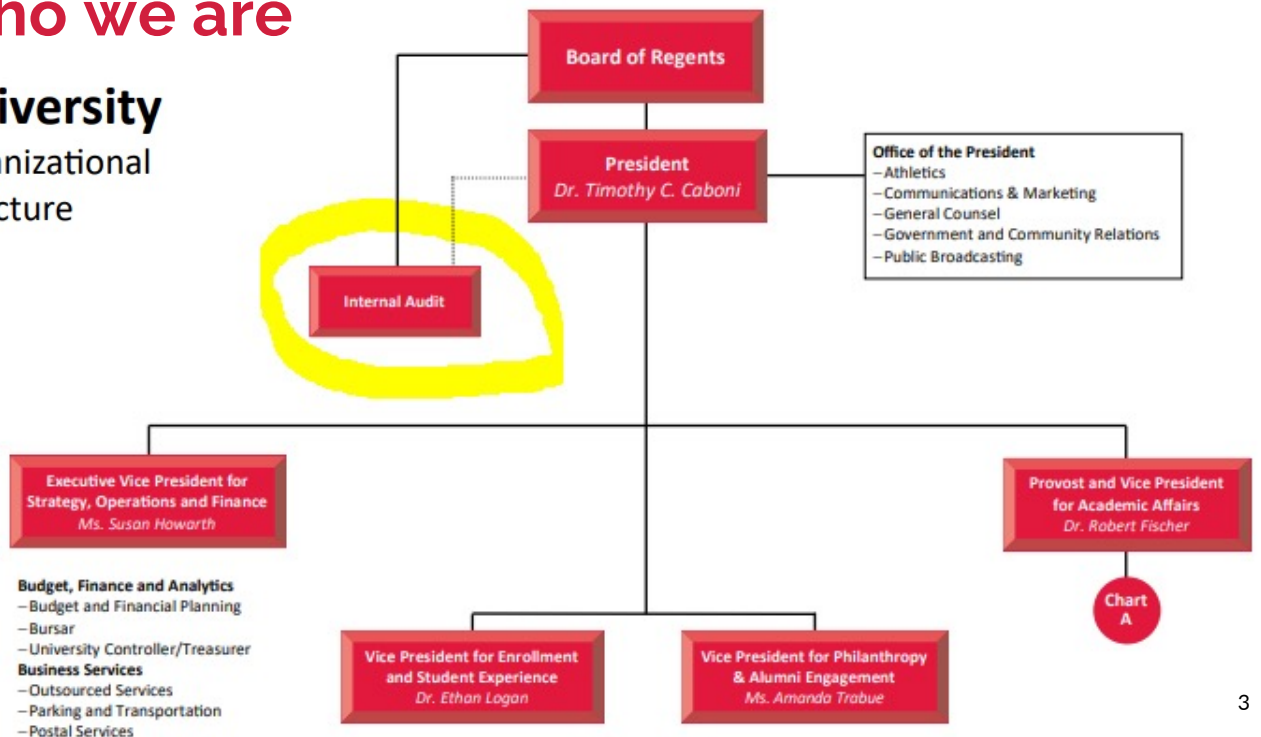 ho we are
iversity
nizational
cture
Board of Regents
President
Dr. Timothy C. Caboni
Office of the President
–Athletics
–Communications & Marketing
–General Counsel
–Government and Community Relations
–Public Broadcasting
Internal Audit
Executive Vice President for
Strategy, Operations and Finance
Ms. Susan Howarth
Provost and Vice President
for Academic Affairs
Dr. Robert Fischer
Chart
A
Budget, Finance and Analytics
–Budget and Financial Planning
–Bursar
–University Controller/Treasurer
Business Services
–Outsourced Services
–Parking and Transportation
–Postal Services
Vice President for Enrollment
and Student Experience
Dr. Ethan Logan
Vice President for Philanthropy
& Alumni Engagement
Ms. Amanda Trabue
3